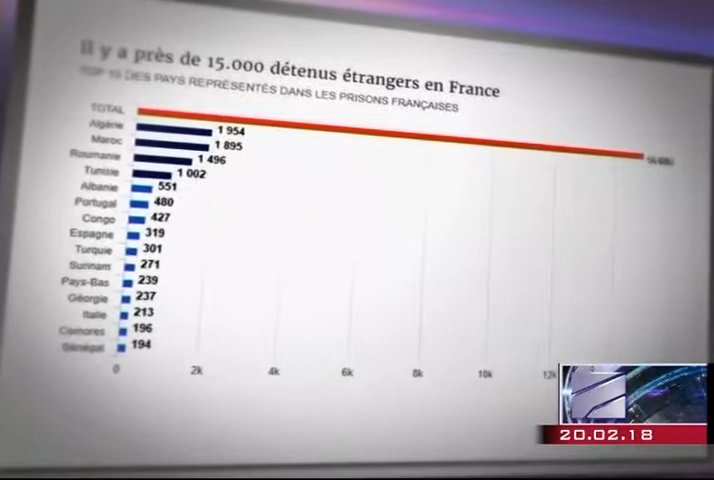 Il y a près de 15.000 détenus étrangers en France
TOP 15 DES PAYS REPRÉSENTÉS DANS LES PRISONS FRANÇAISES
TOTAL
Algérie 1 954
Maroc 1 895
Roumanie 1 496
Tunisie 1 002
Albanie 551
Portugal 480
Congo 427
Espagne 319
Turquie 301
Surinam 271
Pays-Bas 239
Géorgie 237
Italie 213
Comores 196
Sénégal 194
0 2k 4k 6k 8k 10k 12k
20.02.18